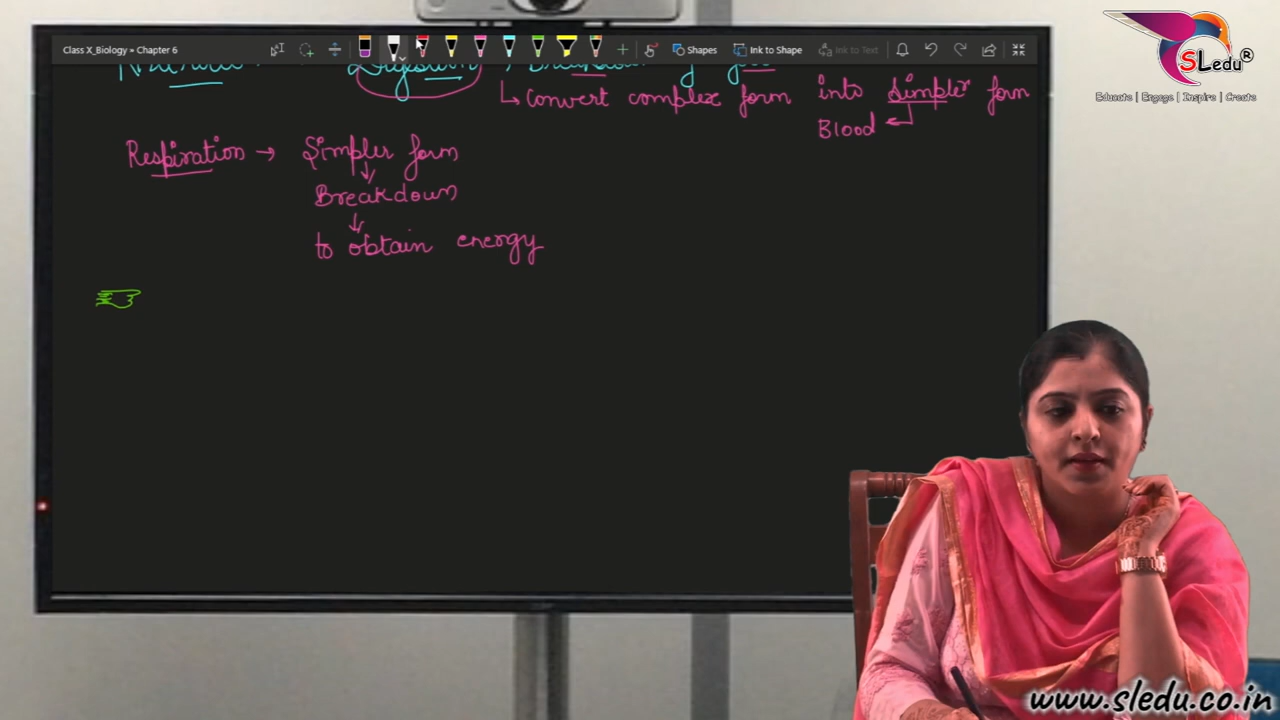 Class X_Biology » Chapter 6
Shapes
Ink to Shape
Ink to Text
SLedu®
Educate | Engage | Inspire | Create
Digestion
Convert complex form into simpler form
Blood
Respiration → Simpler form
↓
Breakdown
↓
to obtain energy
www.sledu.co.in